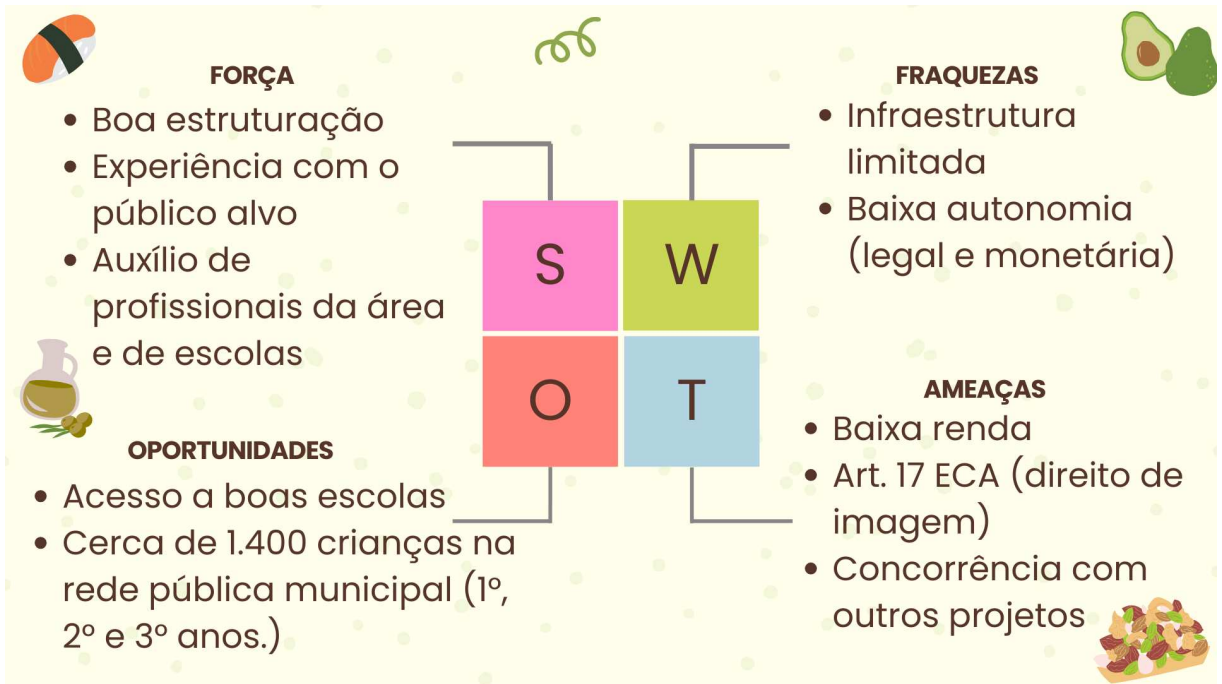 FORÇA
• Boa estruturação
• Experiência com o
público alvo
• Auxílio de
profissionais da área
e de escolas
FRAQUEZAS
• Infraestrutura
limitada
• Baixa autonomia
(legal e monetária)
S
W
O
T
OPORTUNIDADES
• Acesso a boas escolas
• Cerca de 1.400 crianças na
rede pública municipal (1º,
2º e 3º anos.)
AMEAÇAS
• Baixa renda
• Art. 17 ECA (direito de
imagem)
• Concorrência com
outros projetos